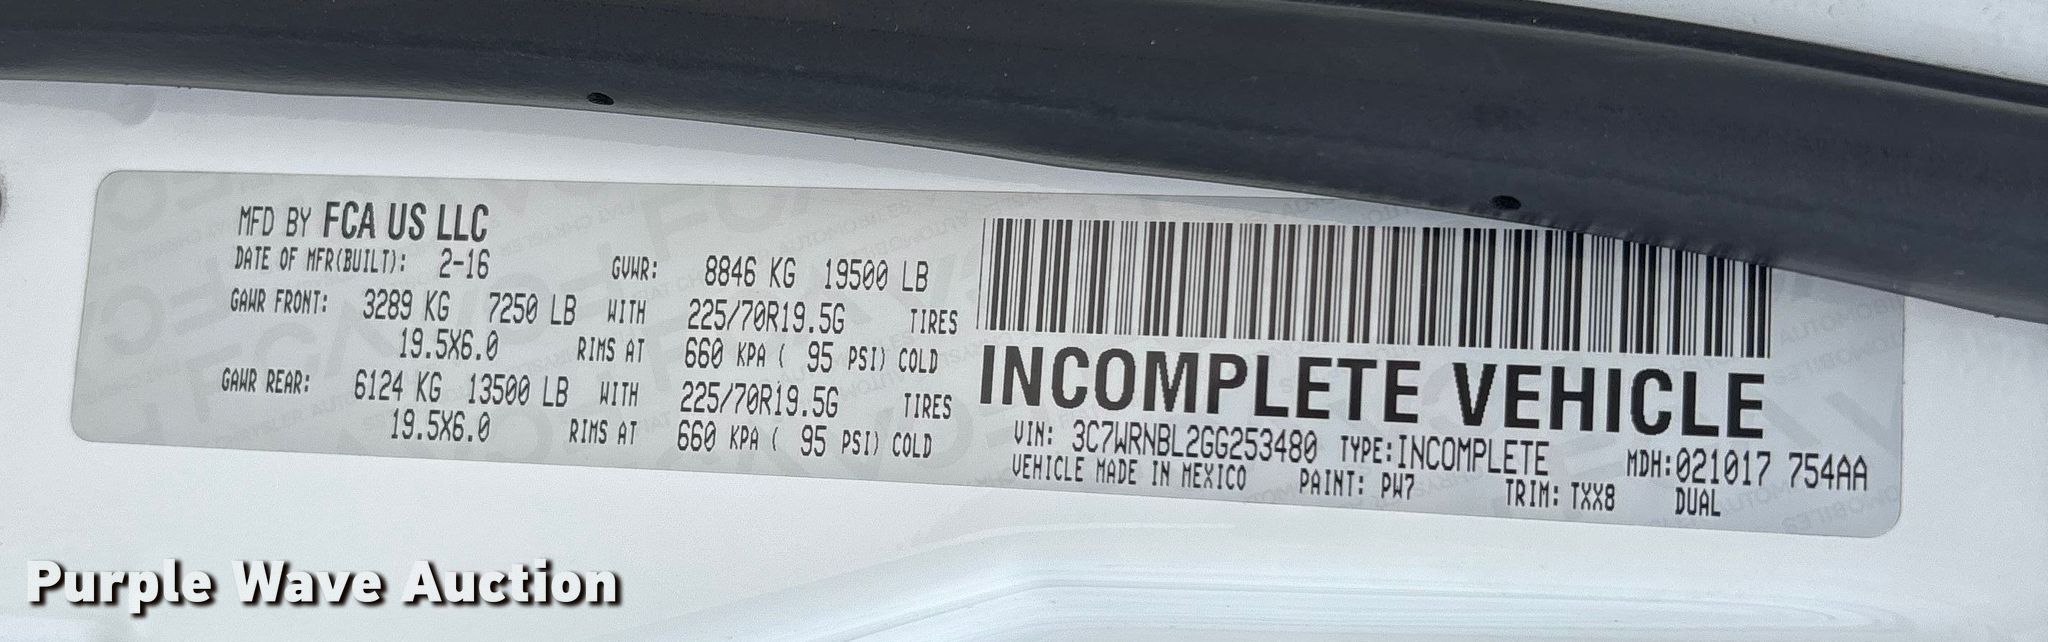 MFD BY FCA US LLC
DATE OF MFR(BUILT): 2-16 GVWR: 8846 KG 19500 LB
GAWR FRONT: 3289 KG 7250 LB WITH 225/70R19.5G TIRES
19.5X6.0 RIMS AT 660 KPA ( 95 PSI) COLD
GAWR REAR: 6124 KG 13500 LB WITH 225/70R19.5G TIRES
19.5X6.0 RIMS AT 660 KPA ( 95 PSI) COLD
INCOMPLETE VEHICLE
VIN: 3C7WRNBL2GG253480 TYPE:INCOMPLETE MDH:021017 754AA
VEHICLE MADE IN MEXICO PAINT: PW7 TRIM: TXX8 DUAL
Purple Wave Auction